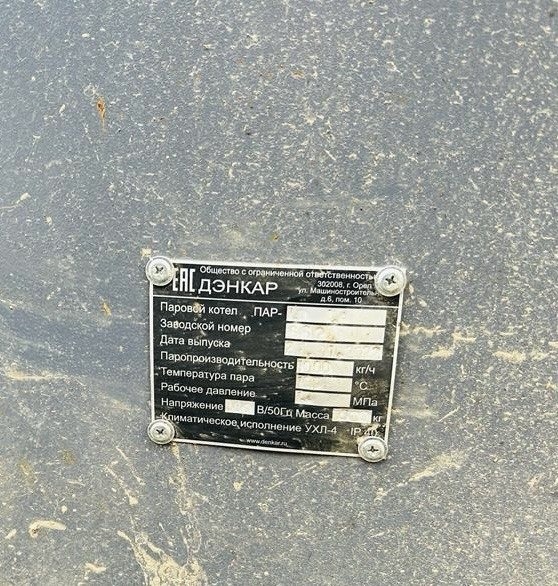 Общество с ограниченной ответственностью
EAC ДЭНКАР
302008, г. Орел
ул. Машиностроительная
д.6, пом. 10
Паровой котел ПАР-
Заводской номер
Дата выпуска
Паропроизводительность кг/ч
Температура пара °С
Рабочее давление МПа
Напряжение В/50Гц Масса кг
Климатическое исполнение УХЛ-4 IP 40
www.denkar.ru